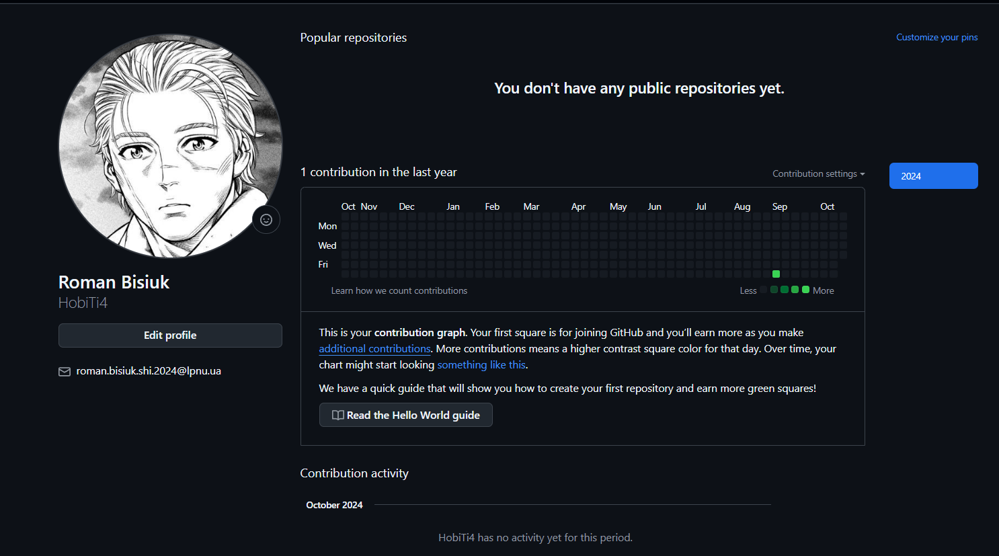 Roman Bisiuk
HobiTi4
Edit profile
roman.bisiuk.shi.2024@lpnu.ua
Popular repositories
Customize your pins
You don't have any public repositories yet.
1 contribution in the last year
Contribution settings
2024
Oct Nov Dec Jan Feb Mar Apr May Jun Jul Aug Sep Oct
Mon
Wed
Fri
Learn how we count contributions
Less More
This is your contribution graph. Your first square is for joining GitHub and you’ll earn more as you make
additional contributions. More contributions means a higher contrast square color for that day. Over time, your
chart might start looking something like this.
We have a quick guide that will show you how to create your first repository and earn more green squares!
Read the Hello World guide
Contribution activity
October 2024
HobiTi4 has no activity yet for this period.